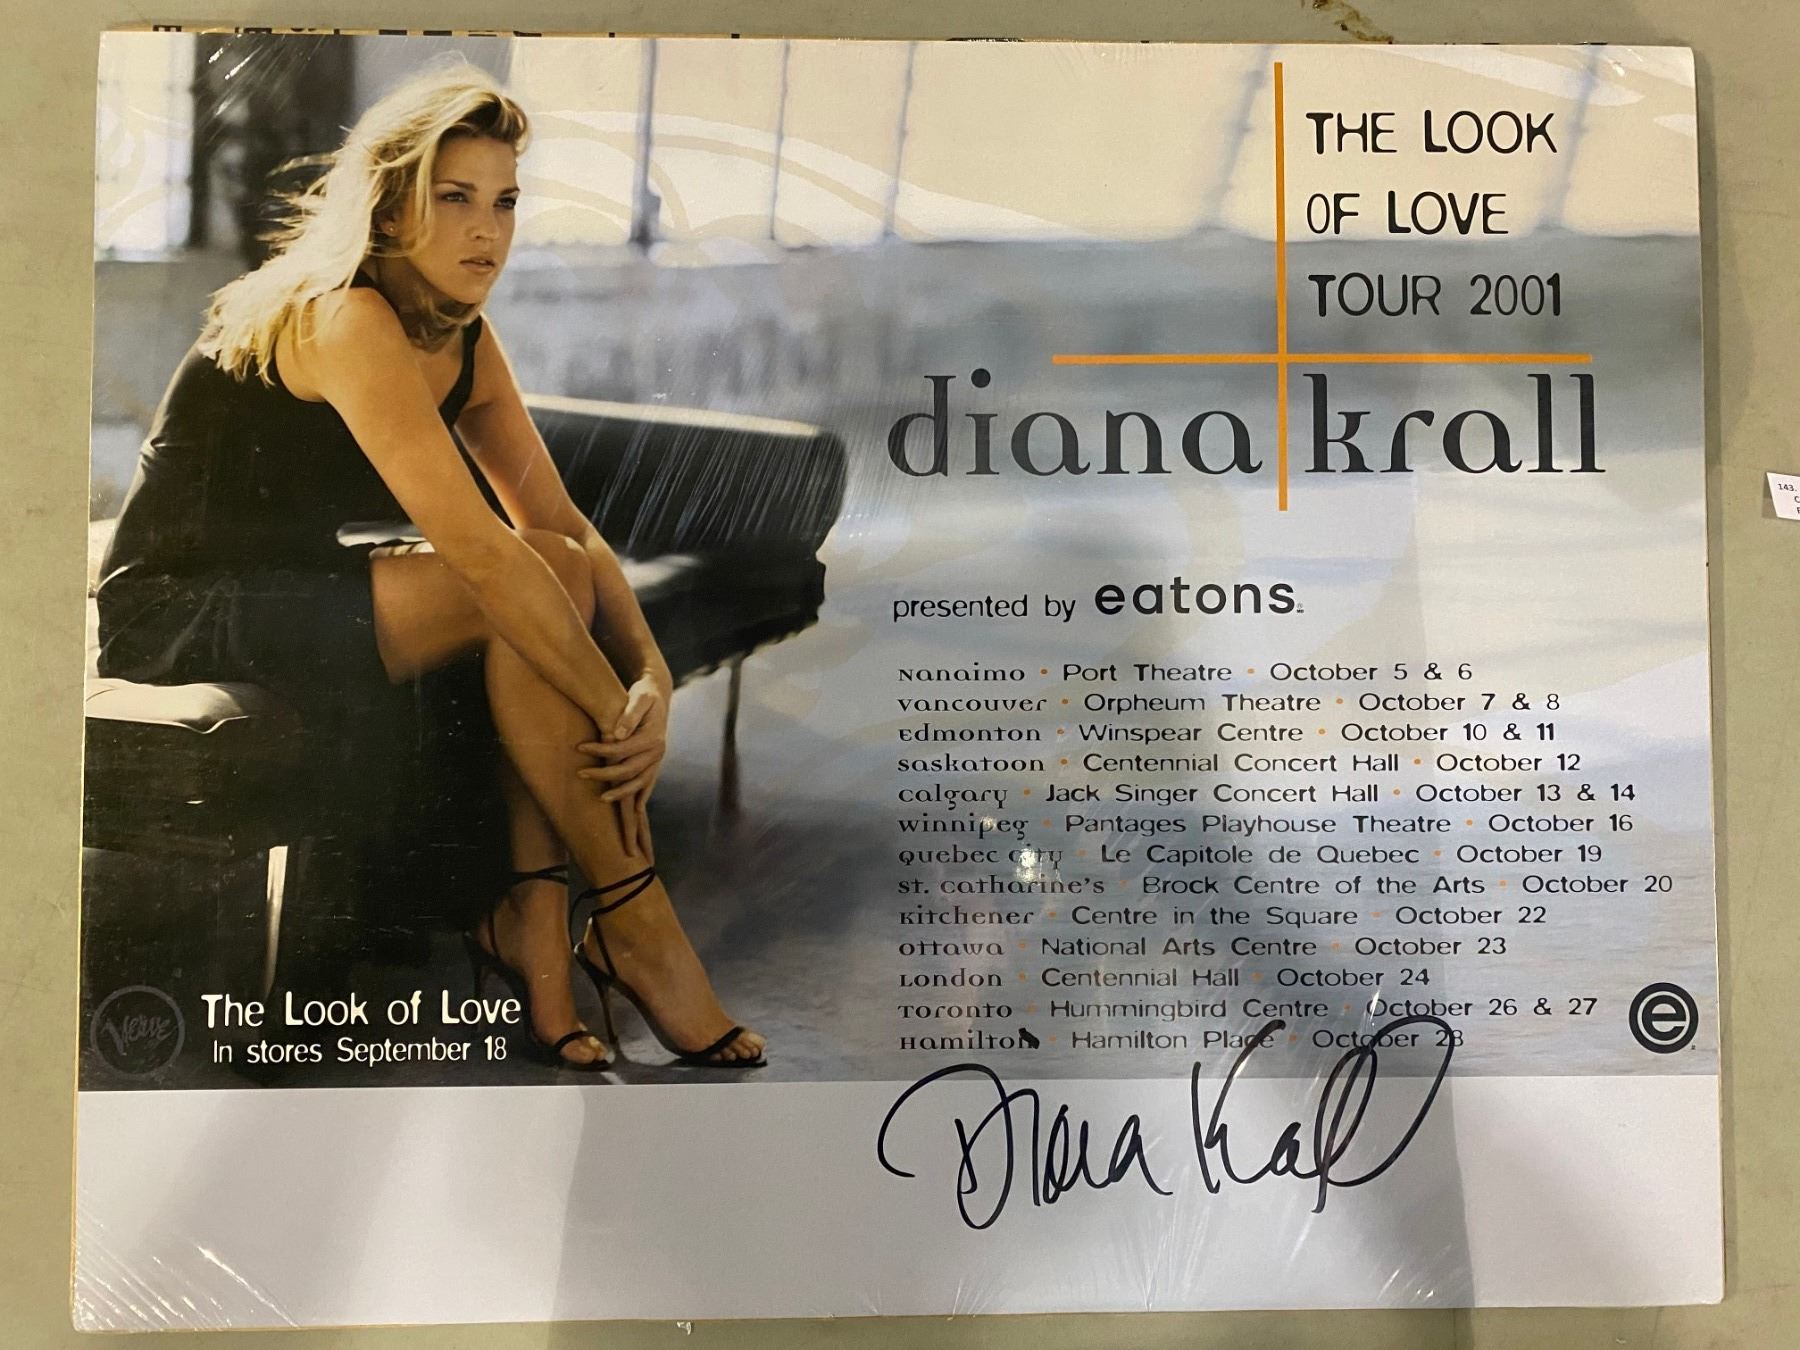 THE LOOK
OF LOVE
TOUR 2001
diana krall
presented by eatons.
Nanaimo • Port Theatre • October 5 & 6
vancouver • Orpheum Theatre • October 7 & 8
Edmonton • Winspear Centre • October 10 & 11
saskatoon • Centennial Concert Hall • October 12
calgary • Jack Singer Concert Hall • October 13 & 14
winnipeg • Pantages Playhouse Theatre • October 16
Quebec city • Le Capitole de Quebec • October 19
St. Catharine's • Brock Centre of the Arts • October 20
Kitchener • Centre in the Square • October 22
ottawa • National Arts Centre • October 23
London • Centennial Hall • October 24
Toronto • Hummingbird Centre • October 26 & 27
Hamilton • Hamilton Place • October 28
e
Verve
The Look of Love
In stores September 18
Diana Krall
143.